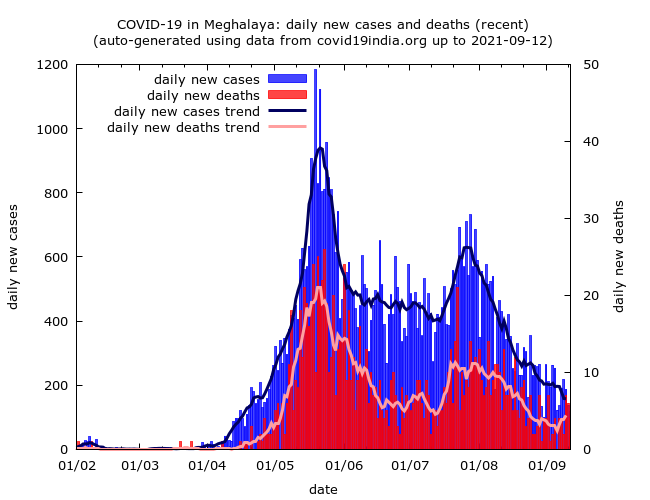 COVID-19 in Meghalaya: daily new cases and deaths (recent)
(auto-generated using data from covid19india.org up to 2021-09-12)
daily new cases
daily new deaths
daily new cases trend
daily new deaths trend
1200
1000
800
600
400
200
0
50
40
30
20
10
0
daily new cases
daily new deaths
01/02 01/03 01/04 01/05 01/06 01/07 01/08 01/09
date